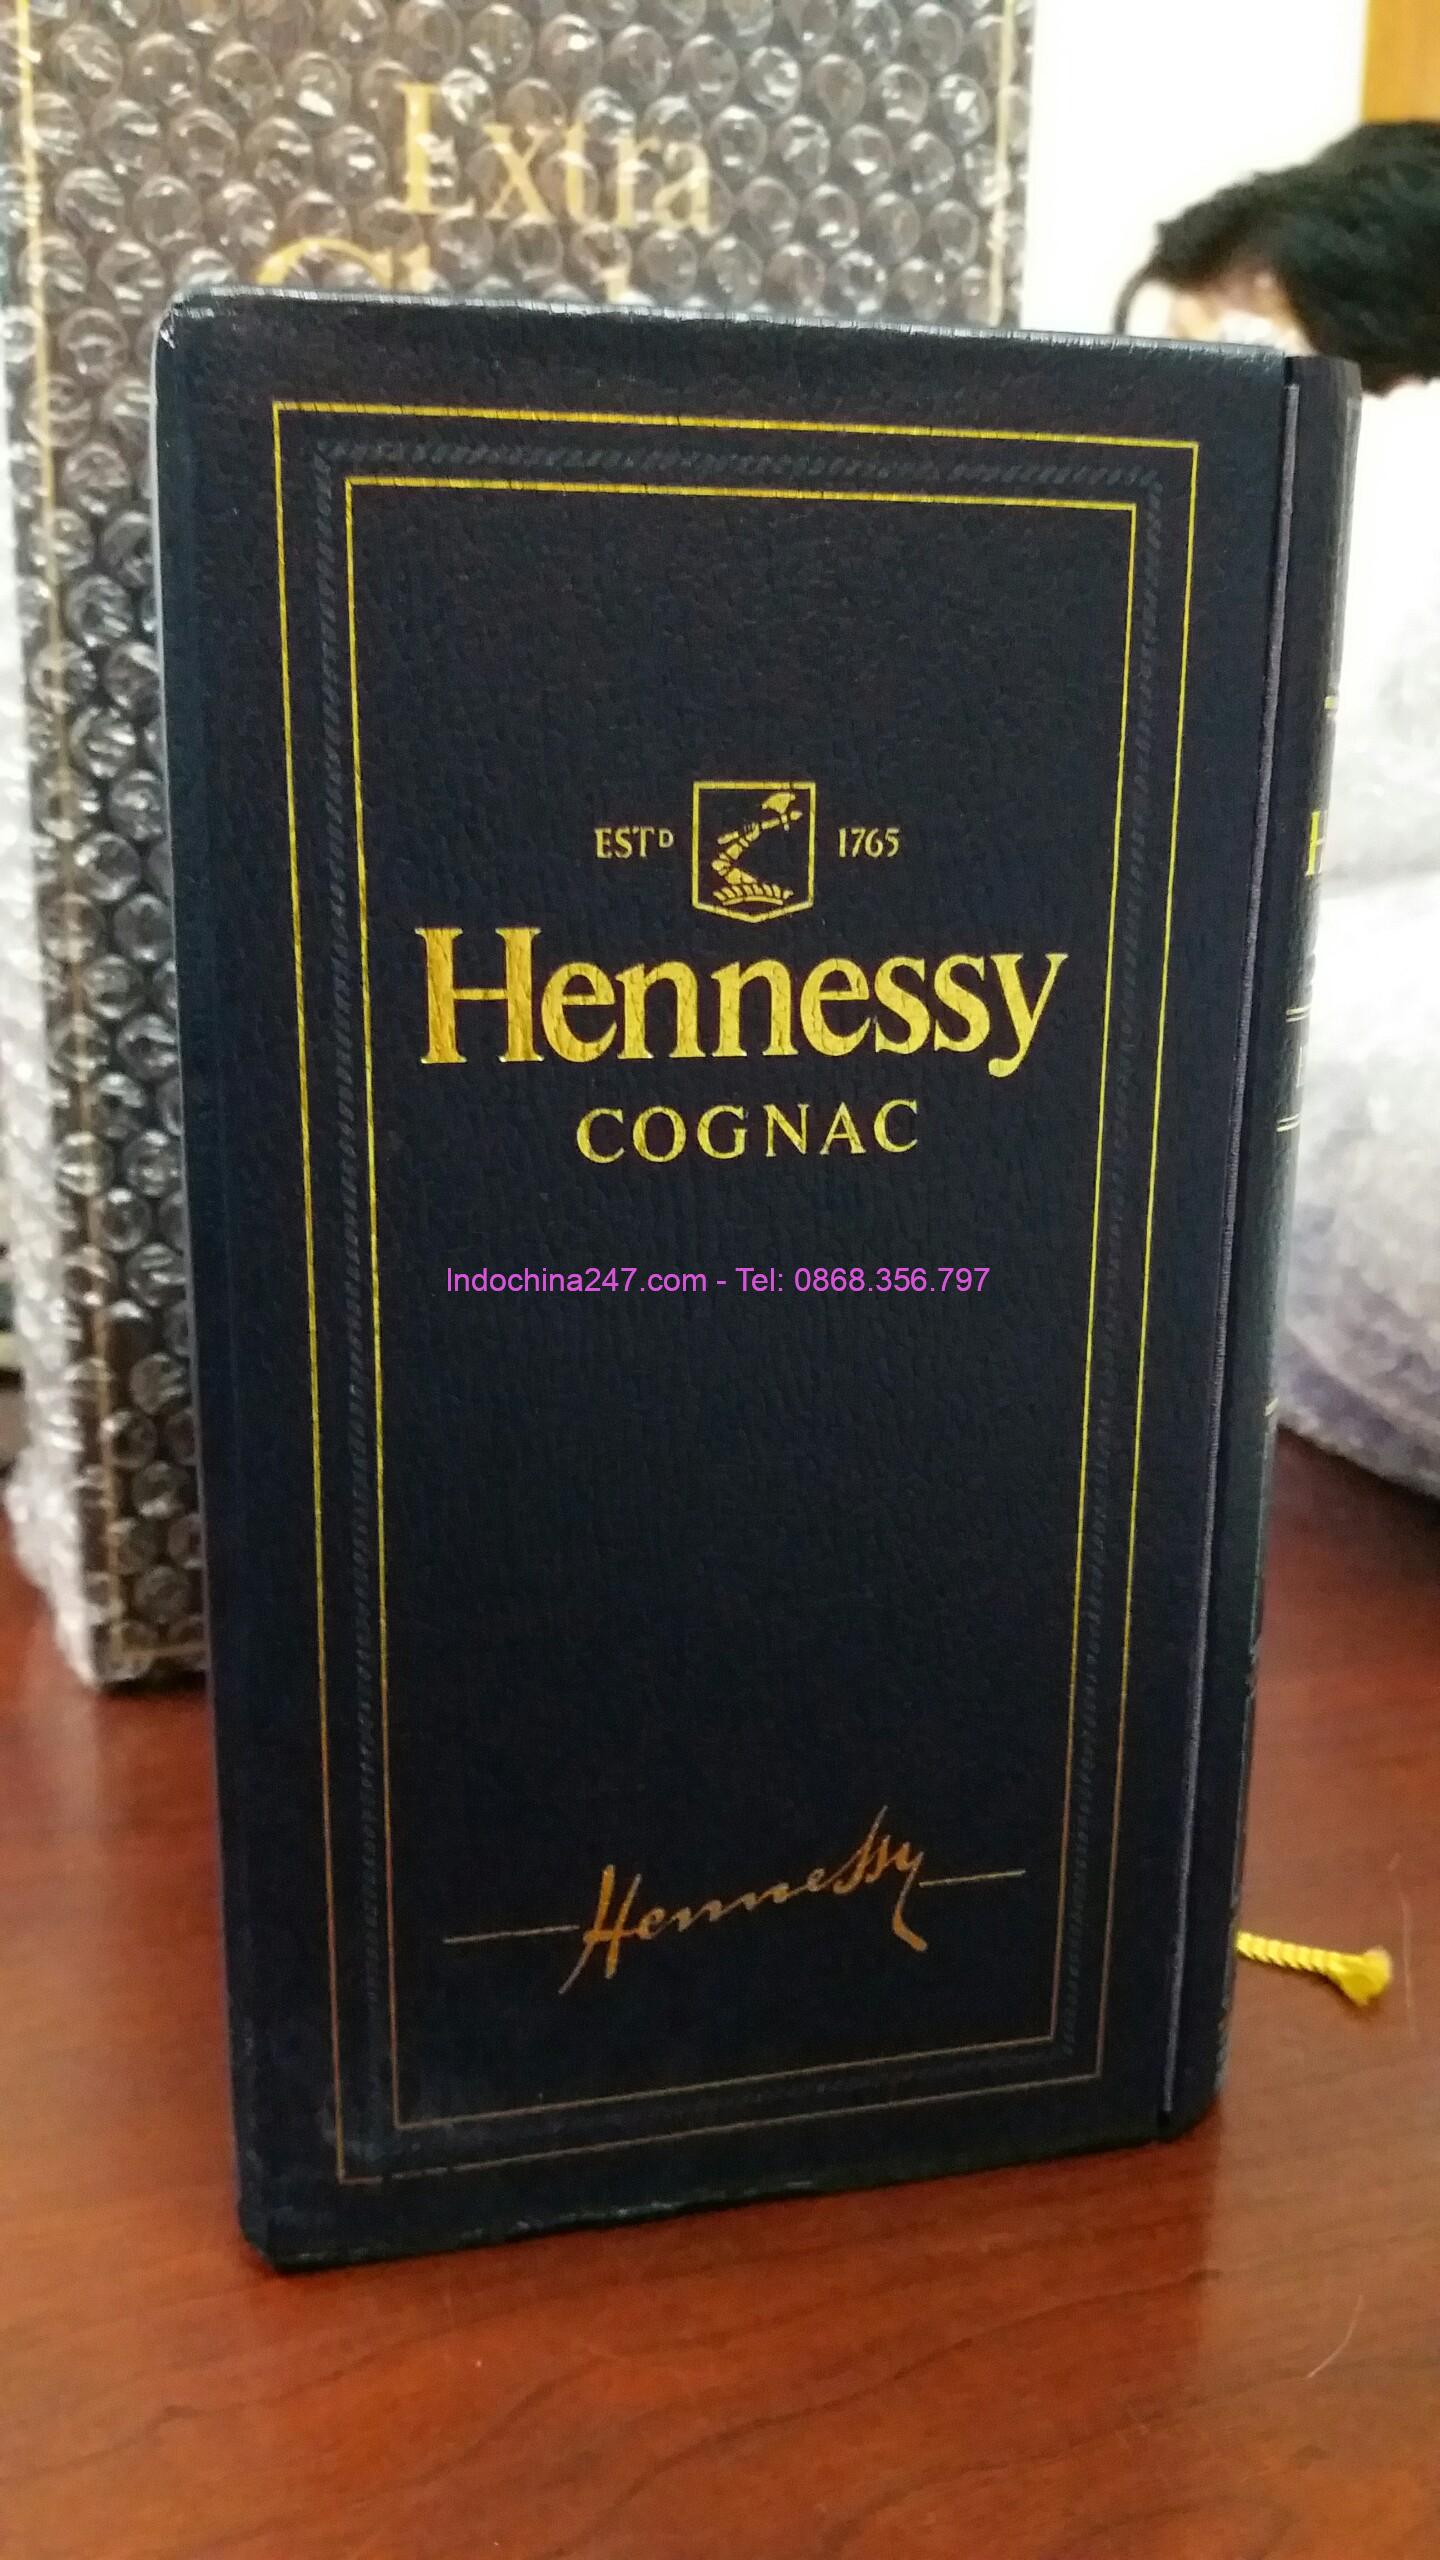 Extra
ESTD 1765
Hennessy
COGNAC
Indochina247.com - Tel: 0868.356.797
Hennessy